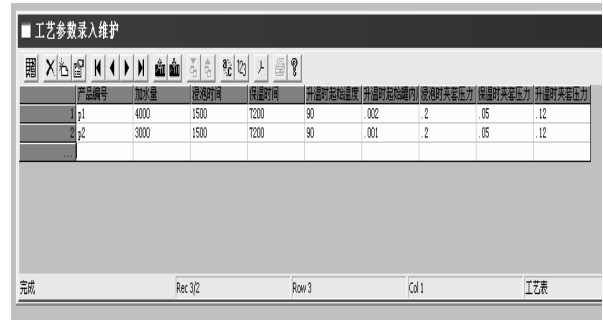 工艺参数录入维护
产品编号 加水量 浸泡时间 保温时间 升温时起始温度 升温时起始罐内 浸泡时夹套压力 保温时夹套压力 升温时夹套压力
1 p1 4000 1500 7200 90 .002 .2 .05 .12
2 p2 3000 1500 7200 90 .001 .2 .05 .12
...
完成 Rec 3/2 Row 3 Col 1 工艺表